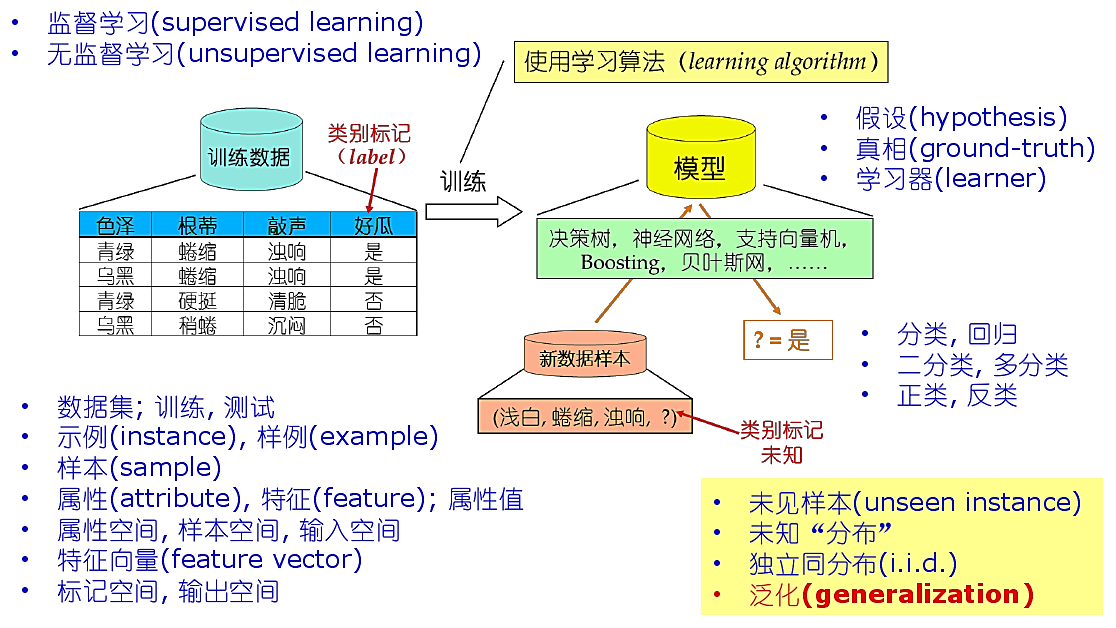 • 监督学习(supervised learning)
• 无监督学习(unsupervised learning)
使用学习算法（learning algorithm）
训练数据
类别标记
（label）
训练
色泽 根蒂 敲声 好瓜
青绿 蜷缩 浊响 是
乌黑 蜷缩 浊响 是
青绿 硬挺 清脆 否
乌黑 稍蜷 沉闷 否
模型
决策树，神经网络，支持向量机，
Boosting，贝叶斯网，……
• 假设(hypothesis)
• 真相(ground-truth)
• 学习器(learner)
新数据样本
(浅白, 蜷缩, 浊响, ?)
? = 是
类别标记
未知
• 分类, 回归
• 二分类, 多分类
• 正类, 反类
• 数据集; 训练, 测试
• 示例(instance), 样例(example)
• 样本(sample)
• 属性(attribute), 特征(feature); 属性值
• 属性空间, 样本空间, 输入空间
• 特征向量(feature vector)
• 标记空间, 输出空间
• 未见样本(unseen instance)
• 未知“分布”
• 独立同分布(i.i.d.)
• 泛化(generalization)